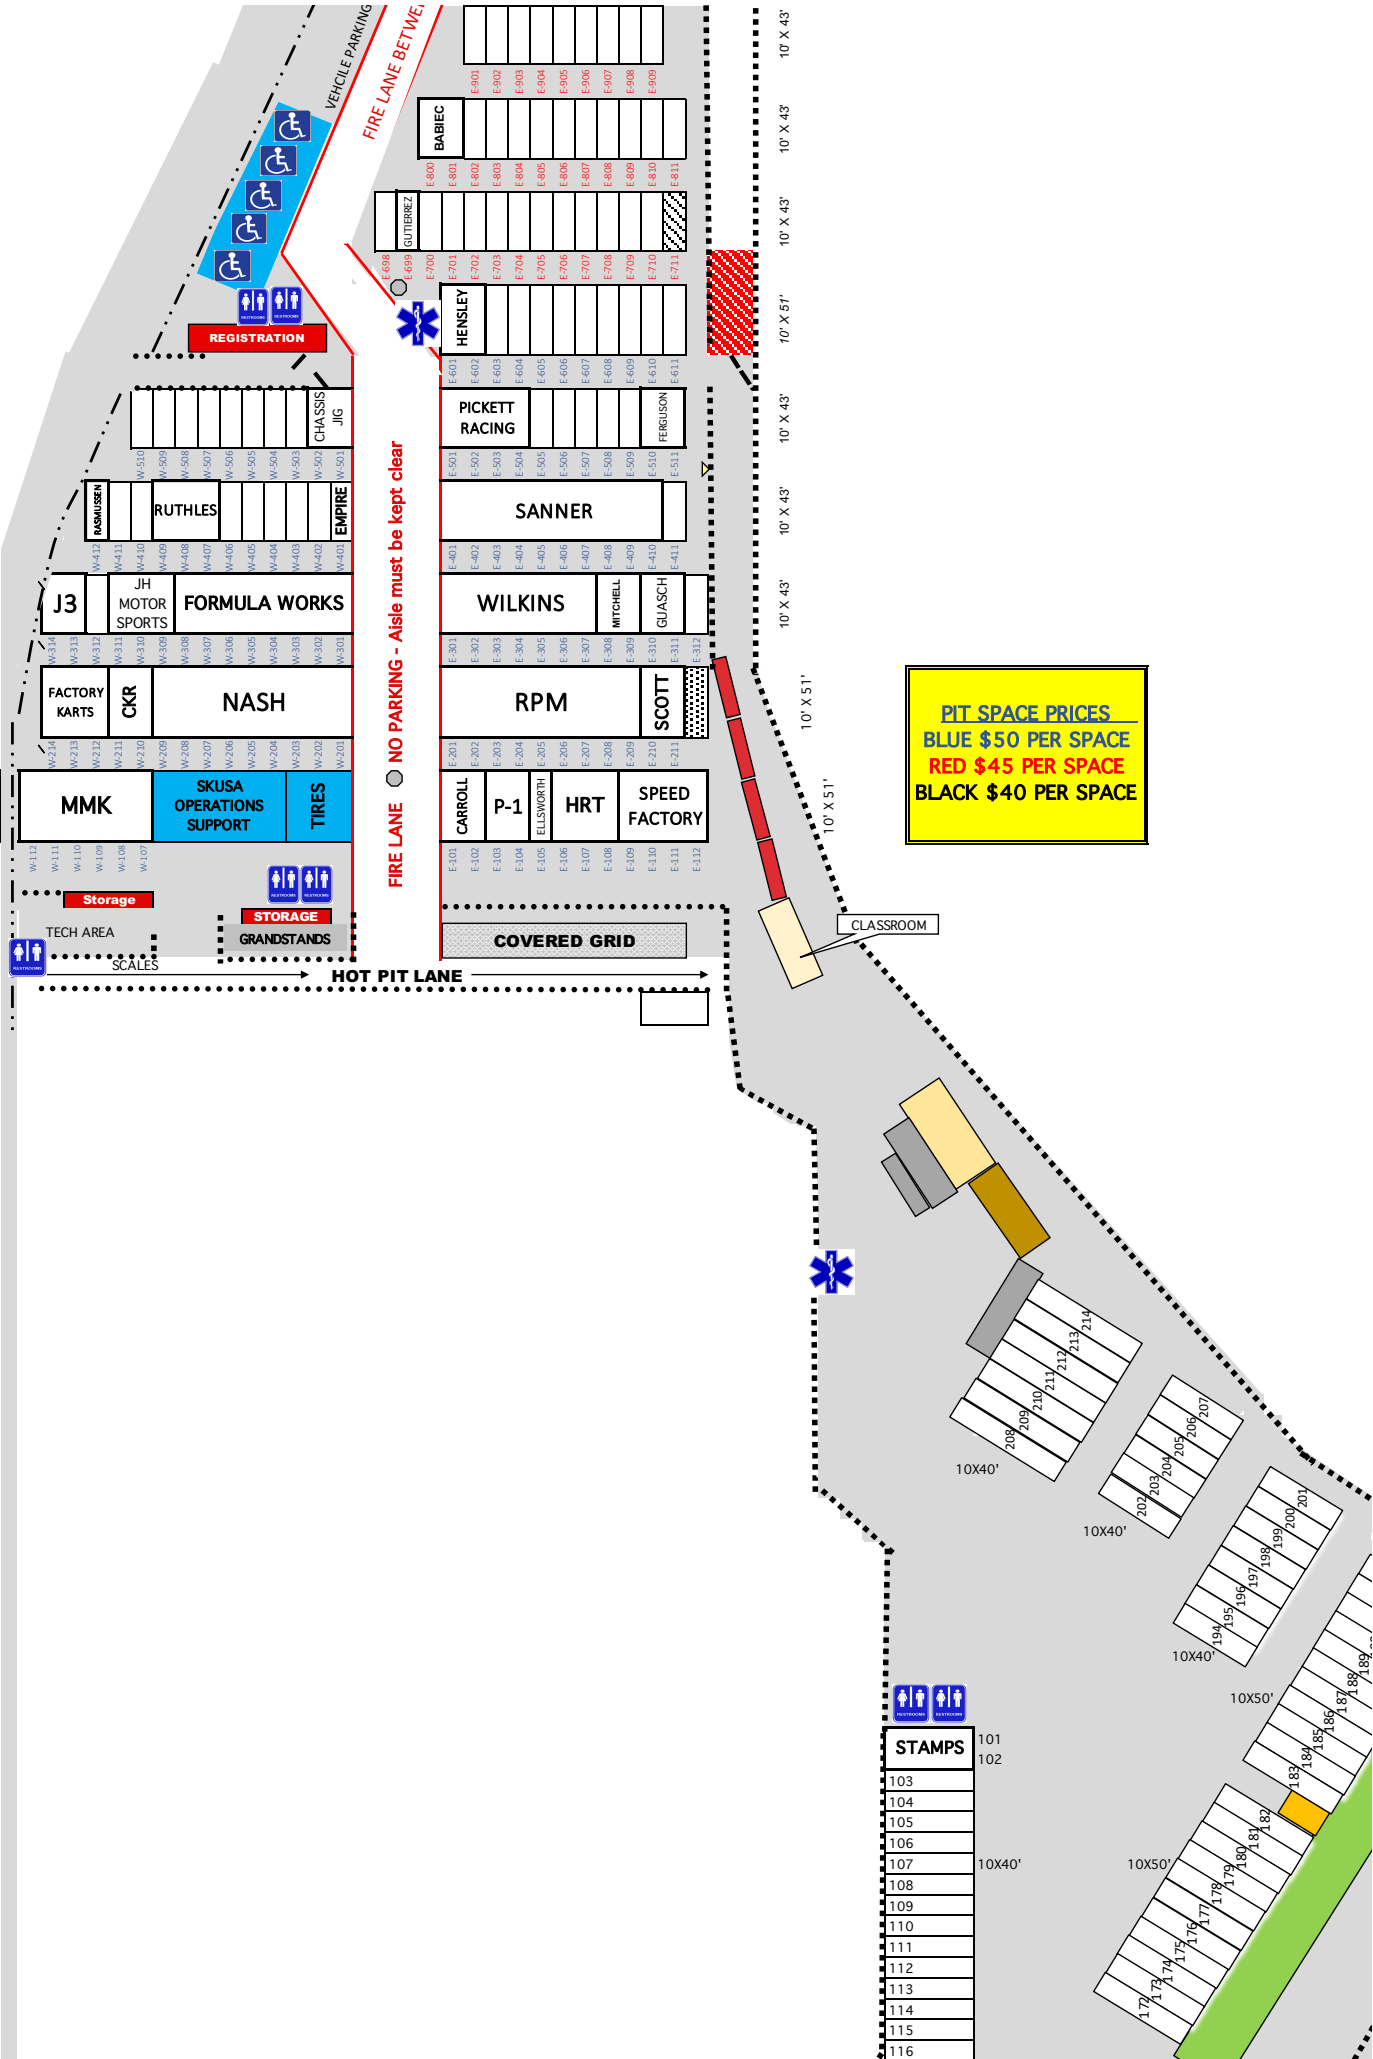 VEHCILE PARKING
FIRE LANE BETWE
10' X 43'
E-901
E-902
E-903
E-904
E-905
E-906
E-907
E-908
E-909
BABIEC
10' X 43'
E-800
E-801
E-802
E-803
E-804
E-805
E-806
E-807
E-808
E-809
E-810
E-811
GUTIERREZ
10' X 43'
E-698
E-699
E-700
E-701
E-702
E-703
E-704
E-705
E-706
E-707
E-708
E-709
E-710
E-711
RESTROOMS
RESTROOMS
REGISTRATION
HENSLEY
10' X 51'
E-601
E-602
E-603
E-604
E-605
E-606
E-607
E-608
E-609
E-610
E-611
CHASSIS
JIG
PICKETT
RACING
FERGUSON
10' X 43'
W-510
W-509
W-508
W-507
W-506
W-505
W-504
W-503
W-502
W-501
E-501
E-502
E-503
E-504
E-505
E-506
E-507
E-508
E-509
E-510
E-511
RASMUSSEN
RUTHLES
EMPIRE
SANNER
10' X 43'
W-412
W-411
W-410
W-409
W-408
W-407
W-406
W-405
W-404
W-403
W-402
W-401
E-401
E-402
E-403
E-404
E-405
E-406
E-407
E-408
E-409
E-410
E-411
J3
JH
MOTOR
SPORTS
FORMULA WORKS
WILKINS
MITCHELL
GUASCH
10' X 43'
W-314
W-313
W-312
W-311
W-310
W-309
W-308
W-307
W-306
W-305
W-304
W-303
W-302
W-301
E-301
E-302
E-303
E-304
E-305
E-306
E-307
E-308
E-309
E-310
E-311
E-312
FACTORY
KARTS
CKR
NASH
RPM
SCOTT
10' X 51'
W-214
W-213
W-212
W-211
W-210
W-209
W-208
W-207
W-206
W-205
W-204
W-203
W-202
W-201
E-201
E-202
E-203
E-204
E-205
E-206
E-207
E-208
E-209
E-210
E-211
FIRE LANE NO PARKING - Aisle must be kept clear
MMK
SKUSA
OPERATIONS
SUPPORT
TIRES
CARROLL
P-1
ELLSWORTH
HRT
SPEED
FACTORY
10' X 51'
W-112
W-111
W-110
W-109
W-108
W-107
E-101
E-102
E-103
E-104
E-105
E-106
E-107
E-108
E-109
E-110
E-111
E-112
PIT SPACE PRICES
BLUE $50 PER SPACE
RED $45 PER SPACE
BLACK $40 PER SPACE
RESTROOMS
RESTROOMS
Storage
STORAGE
TECH AREA
GRANDSTANDS
COVERED GRID
CLASSROOM
RESTROOMS
SCALES
HOT PIT LANE
214
213
212
211
210
209
208
10X40'
207
206
205
204
203
202
10X40'
201
200
199
198
197
196
195
194
10X40'
189
188
187
186
185
184
183
10X50'
RESTROOMS
RESTROOMS
STAMPS
101
102
103
104
105
106
107
10X40'
108
109
110
111
112
113
114
115
116
182
181
180
179
178
177
176
175
174
173
172
10X50'